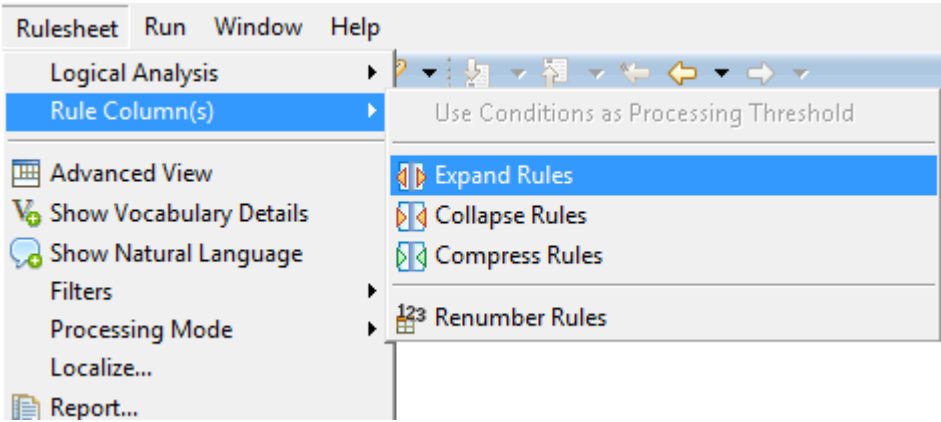 Rulesheet Run Window Help
Logical Analysis
Rule Column(s)
Use Conditions as Processing Threshold
Advanced View
Expand Rules
Show Vocabulary Details
Collapse Rules
Show Natural Language
Compress Rules
Filters
Processing Mode
123 Renumber Rules
Localize...
Report...